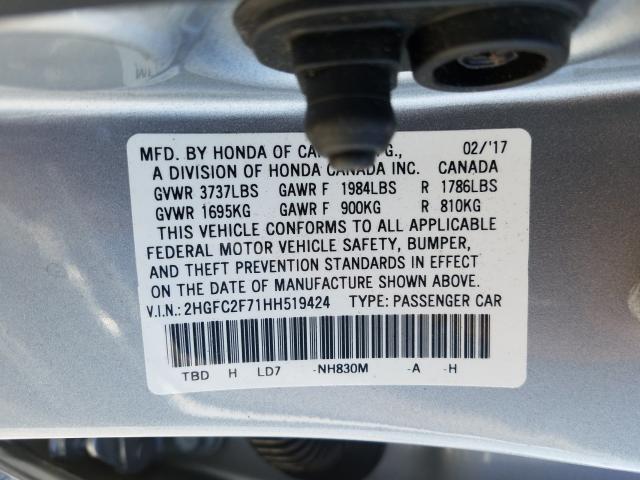 MFD. BY HONDA OF CA G., 02/'17
A DIVISION OF HONDA CANADA INC. CANADA
GVWR 3737LBS GAWR F 1984LBS R 1786LBS
GVWR 1695KG GAWR F 900KG R 810KG
THIS VEHICLE CONFORMS TO ALL APPLICABLE
FEDERAL MOTOR VEHICLE SAFETY, BUMPER,
AND THEFT PREVENTION STANDARDS IN EFFECT
ON THE DATE OF MANUFACTURE SHOWN ABOVE.
V.I.N.: 2HGFC2F71HH519424 TYPE: PASSENGER CAR
TBD H LD7 -NH830M -A -H